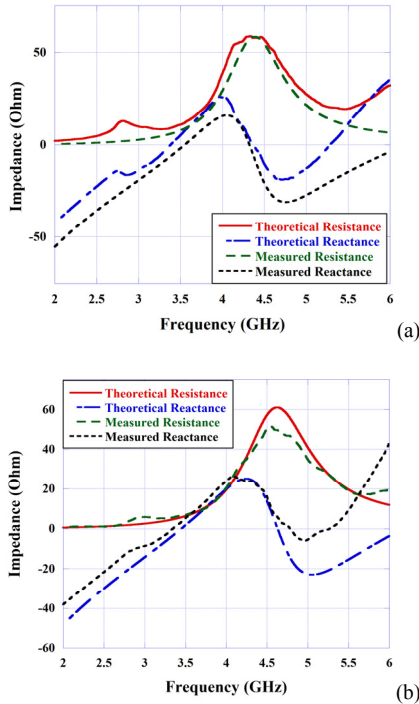 50
0
-50
Impedance (Ohm)
Theoretical Resistance
Theoretical Reactance
Measured Resistance
Measured Reactance
2 2.5 3 3.5 4 4.5 5 5.5 6
Frequency (GHz)
(a)
Theoretical Resistance
Theoretical Reactance
Measured Resistance
Measured Reactance
60
40
20
0
-20
-40
-60
Impedance (Ohm)
2 2.5 3 3.5 4 4.5 5 5.5 6
Frequency (GHz)
(b)